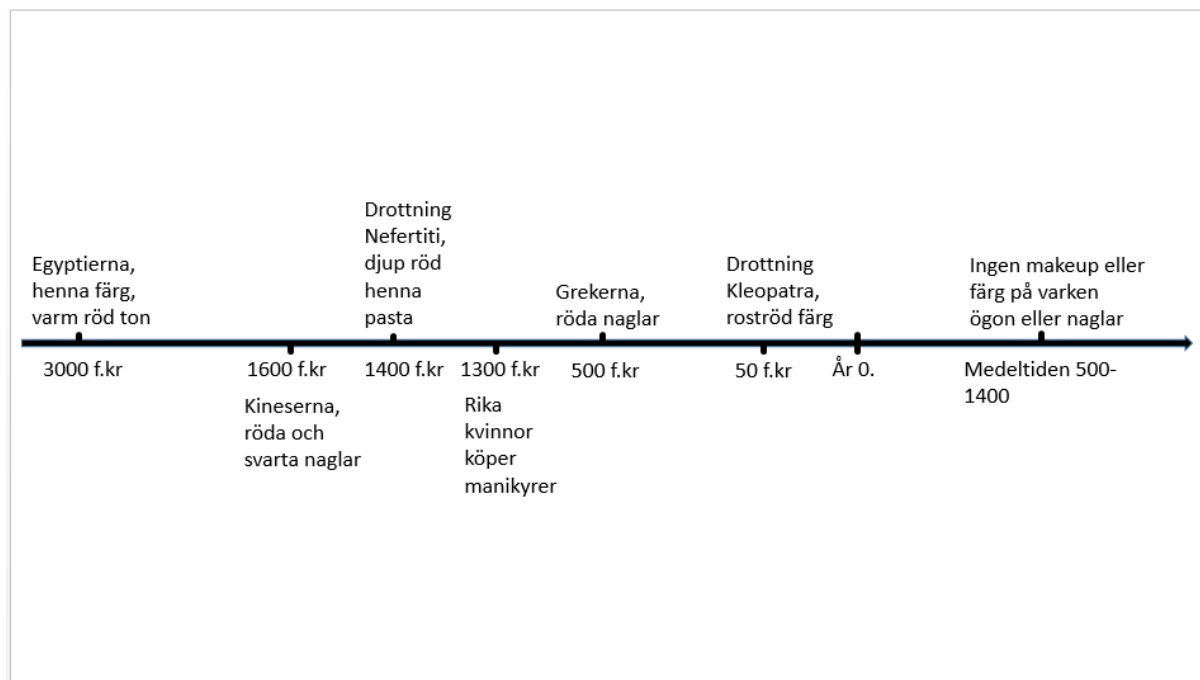 Egyptierna,
henna färg,
varm röd ton
3000 f.kr
1600 f.kr
Kineserna,
röda och
svarta naglar
Drottning
Nefertiti,
djup röd
henna
pasta
1400 f.kr
1300 f.kr
Rika
kvinnor
köper
manikyrer
Grekerna,
röda naglar
500 f.kr
Drottning
Kleopatra,
roströd färg
50 f.kr
År 0.
Ingen makeup eller
färg på varken
ögon eller naglar
Medeltiden 500-
1400